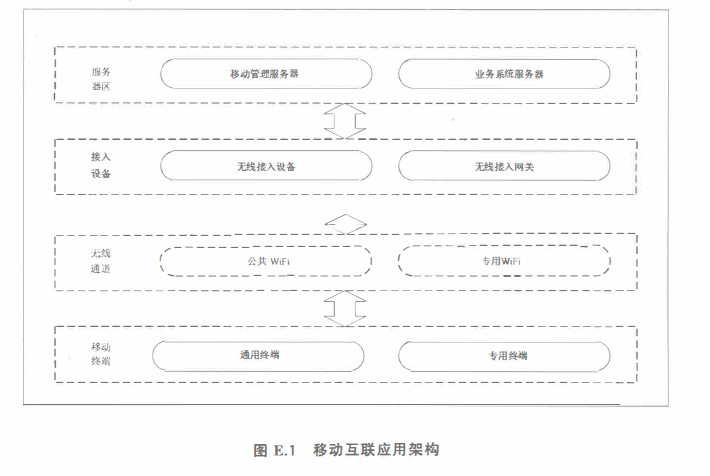 服务
器区
移动管理服务器
业务系统服务器
接入
设备
无线接入设备
无线接入网关
无线
通道
公共 WiFi
专用WiFi
移动
终端
通用终端
专用终端
图 E.1 移动互联应用架构